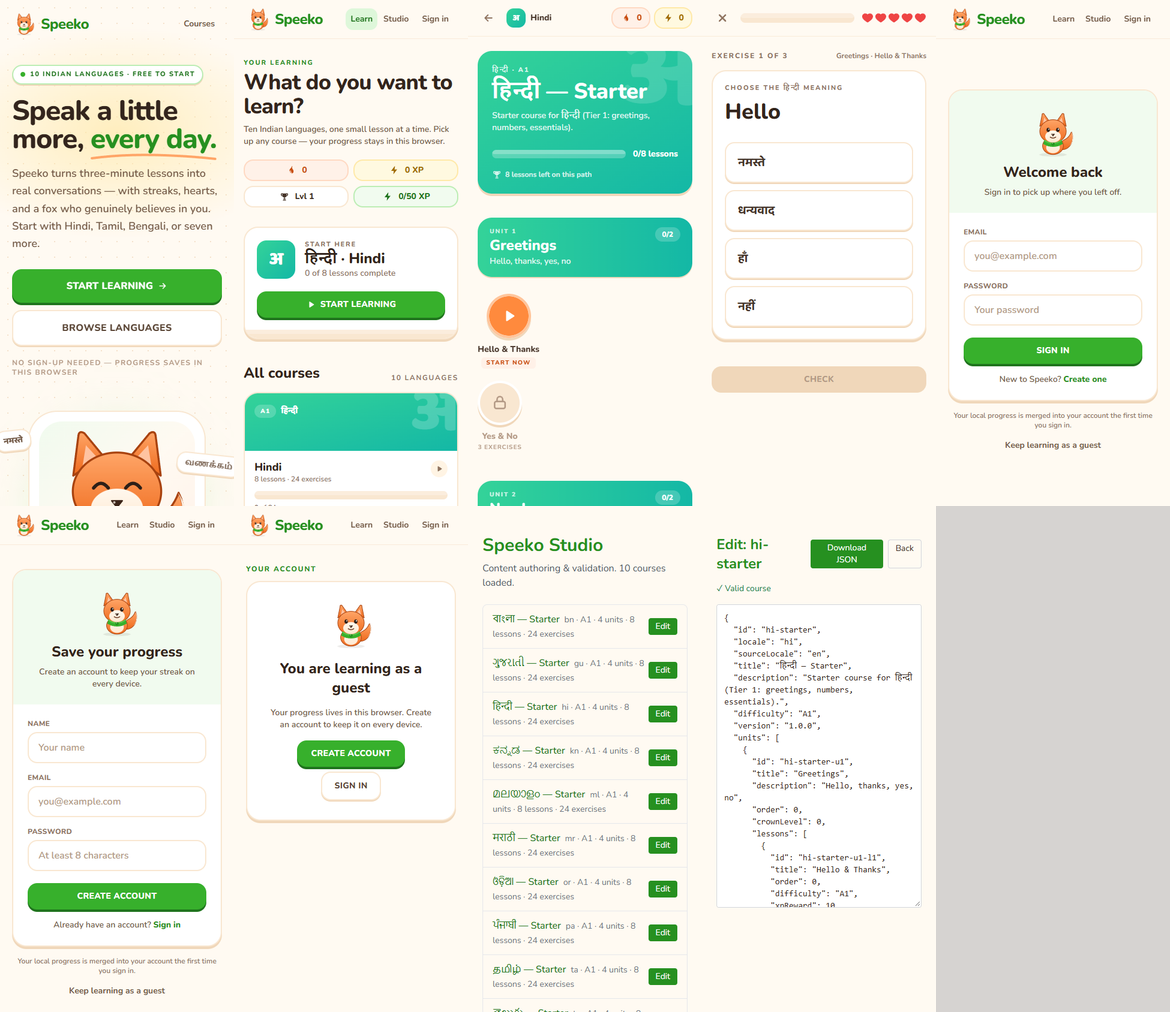 Speeko
Courses
10 INDIAN LANGUAGES · FREE TO START
Speak a little
more, every day.
Speeko turns three-minute lessons into
real conversations — with streaks, hearts,
and a fox who genuinely believes in you.
Start with Hindi, Tamil, Bengali, or seven
more.
START LEARNING →
BROWSE LANGUAGES
NO SIGN-UP NEEDED — PROGRESS SAVES IN
THIS BROWSER
नमस्ते
வணக்கம்
Speeko
Learn Studio Sign in
YOUR LEARNING
What do you want to
learn?
Ten Indian languages, one small lesson at a time. Pick
up any course — your progress stays in this browser.
0
0 XP
Lvl 1
0/50 XP
अ
START HERE
हिन्दी · Hindi
0 of 8 lessons complete
START LEARNING
All courses
10 LANGUAGES
A1 हिन्दी
अ
Hindi
8 lessons · 24 exercises
← अ Hindi
0
0
हिन्दी · A1
अ
हिन्दी — Starter
Starter course for हिन्दी (Tier 1: greetings,
numbers, essentials).
0/8 lessons
8 lessons left on this path
UNIT 1
0/2
Greetings
Hello, thanks, yes, no
Hello & Thanks
START NOW
Yes & No
3 EXERCISES
UNIT 2
0/2
EXERCISE 1 OF 3
Greetings · Hello & Thanks
CHOOSE THE हिन्दी MEANING
Hello
नमस्ते
धन्यवाद
हाँ
नहीं
CHECK
Speeko
Learn Studio Sign in
Welcome back
Sign in to pick up where you left off.
EMAIL
you@example.com
PASSWORD
Your password
SIGN IN
New to Speeko? Create one
Your local progress is merged into your account the first time
you sign in.
Keep learning as a guest
Speeko
Learn Studio Sign in
Save your progress
Create an account to keep your streak on
every device.
NAME
Your name
EMAIL
you@example.com
PASSWORD
At least 8 characters
CREATE ACCOUNT
Already have an account? Sign in
Your local progress is merged into your account the first time
you sign in.
Keep learning as a guest
Speeko
Learn Studio Sign in
YOUR ACCOUNT
You are learning as a
guest
Your progress lives in this browser. Create
an account to keep it on every device.
CREATE ACCOUNT
SIGN IN
Speeko Studio
Content authoring & validation. 10 courses
loaded.
বাংলা — Starter bn · A1 · 4 units · 8
lessons · 24 exercises
Edit
ગુજરાતી — Starter gu · A1 · 4 units · 8
lessons · 24 exercises
Edit
हिन्दी — Starter hi · A1 · 4 units · 8
lessons · 24 exercises
Edit
ಕನ್ನಡ — Starter kn · A1 · 4 units · 8
lessons · 24 exercises
Edit
മലയാളം — Starter ml · A1 · 4
units · 8 lessons · 24 exercises
Edit
मराठी — Starter mr · A1 · 4 units · 8
lessons · 24 exercises
Edit
ଓଡ଼ିଆ — Starter or · A1 · 4 units · 8
lessons · 24 exercises
Edit
ਪੰਜਾਬੀ — Starter pa · A1 · 4 units · 8
lessons · 24 exercises
Edit
தமிழ் — Starter ta · A1 · 4 units · 8
lessons · 24 exercises
Edit
Edit: hi-
starter
Download
JSON
Back
✓ Valid course
{
"id": "hi-starter",
"locale": "hi",
"sourceLocale": "en",
"title": "हिन्दी — Starter",
"description": "Starter course for हिन्दी
(Tier 1: greetings, numbers,
essentials).",
"difficulty": "A1",
"version": "1.0.0",
"units": [
{
"id": "hi-starter-u1",
"title": "Greetings",
"description": "Hello, thanks, yes,
no",
"order": 0,
"crownLevel": 0,
"lessons": [
{
"id": "hi-starter-u1-l1",
"title": "Hello & Thanks",
"order": 0,
"difficulty": "A1",
"xpReward": 10